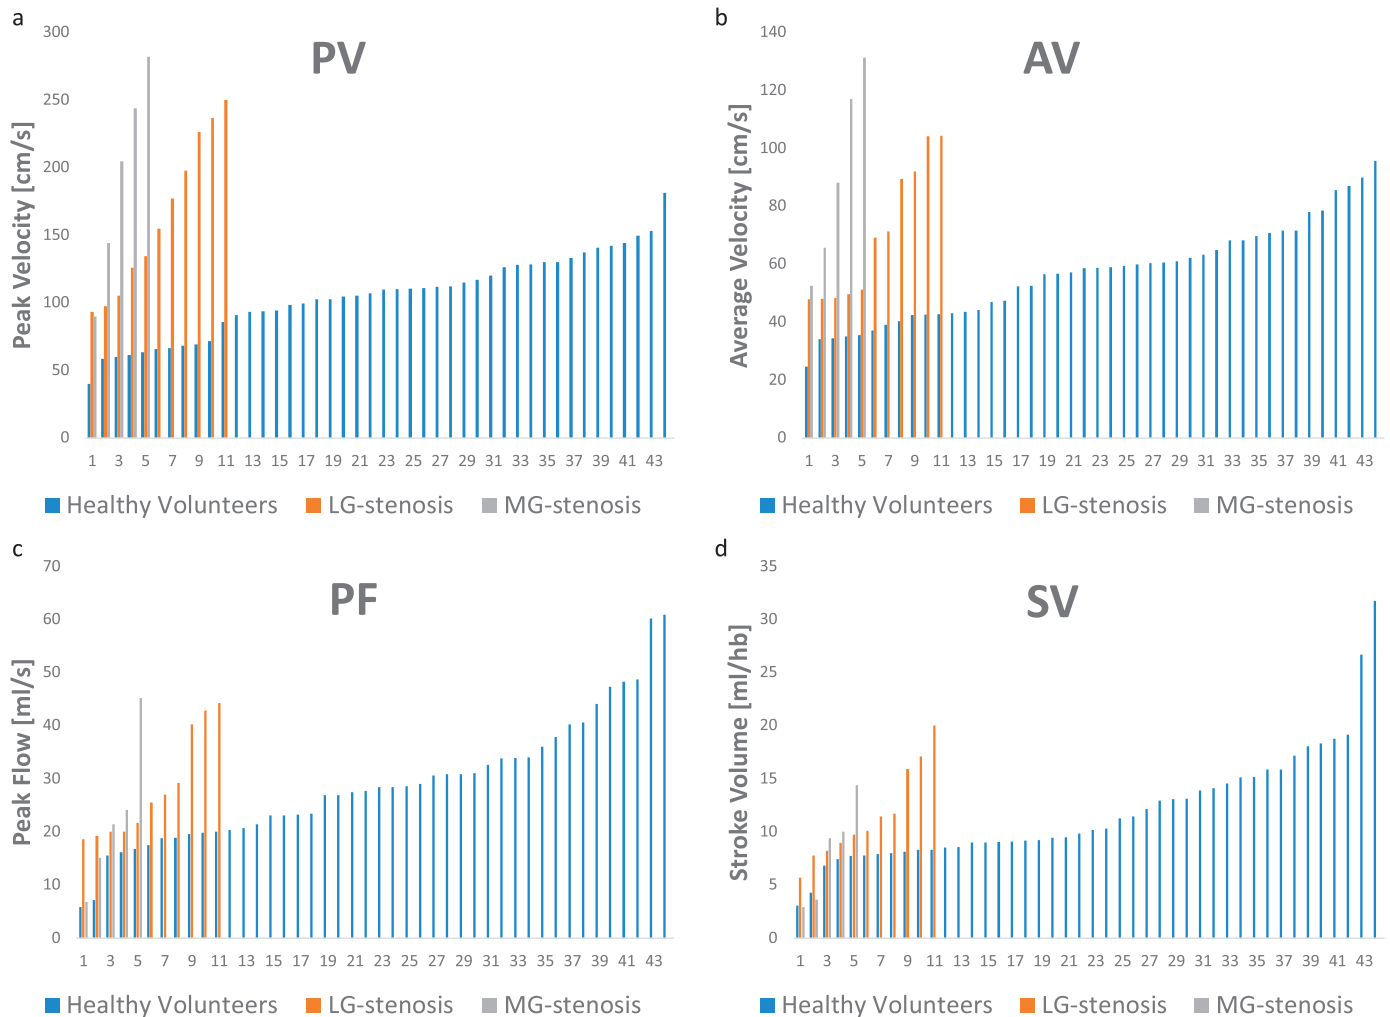 a
PV
Peak Velocity [cm/s]
300
250
200
150
100
50
0
1 3 5 7 9 11 13 15 17 19 21 23 25 27 29 31 33 35 37 39 41 43
Healthy Volunteers LG-stenosis MG-stenosis
b
AV
Average Velocity [cm/s]
140
120
100
80
60
40
20
0
1 3 5 7 9 11 13 15 17 19 21 23 25 27 29 31 33 35 37 39 41 43
Healthy Volunteers LG-stenosis MG-stenosis
c
PF
Peak Flow [ml/s]
70
60
50
40
30
20
10
0
1 3 5 7 9 11 13 15 17 19 21 23 25 27 29 31 33 35 37 39 41 43
Healthy Volunteers LG-stenosis MG-stenosis
d
SV
Stroke Volume [ml/hb]
35
30
25
20
15
10
5
0
1 3 5 7 9 11 13 15 17 19 21 23 25 27 29 31 33 35 37 39 41 43
Healthy Volunteers LG-stenosis MG-stenosis